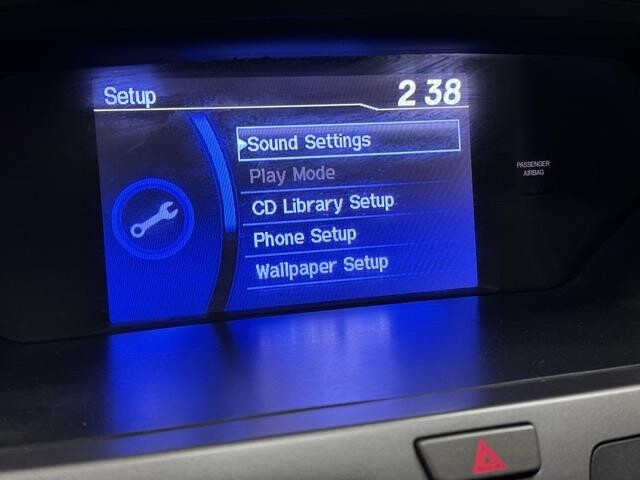 Setup
2 38
Sound Settings
Play Mode
CD Library Setup
Phone Setup
Wallpaper Setup
PASSENGER
AIRBAG